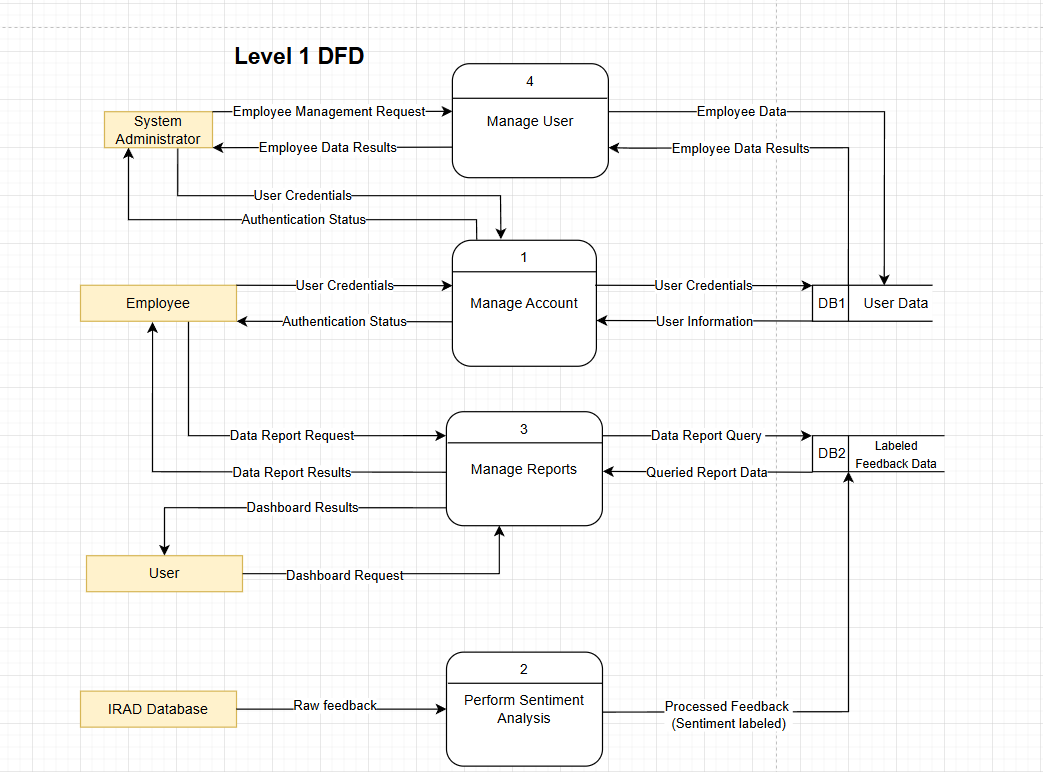 Level 1 DFD
4
Manage User
System
Administrator
Employee Management Request
Employee Data Results
Employee Data
Employee Data Results
User Credentials
Authentication Status
1
Manage Account
Employee
User Credentials
Authentication Status
User Credentials
User Information
DB1
User Data
3
Manage Reports
Data Report Request
Data Report Results
Data Report Query
Queried Report Data
DB2
Labeled
Feedback Data
Dashboard Results
User
Dashboard Request
2
Perform Sentiment
Analysis
IRAD Database
Raw feedback
Processed Feedback
(Sentiment labeled)